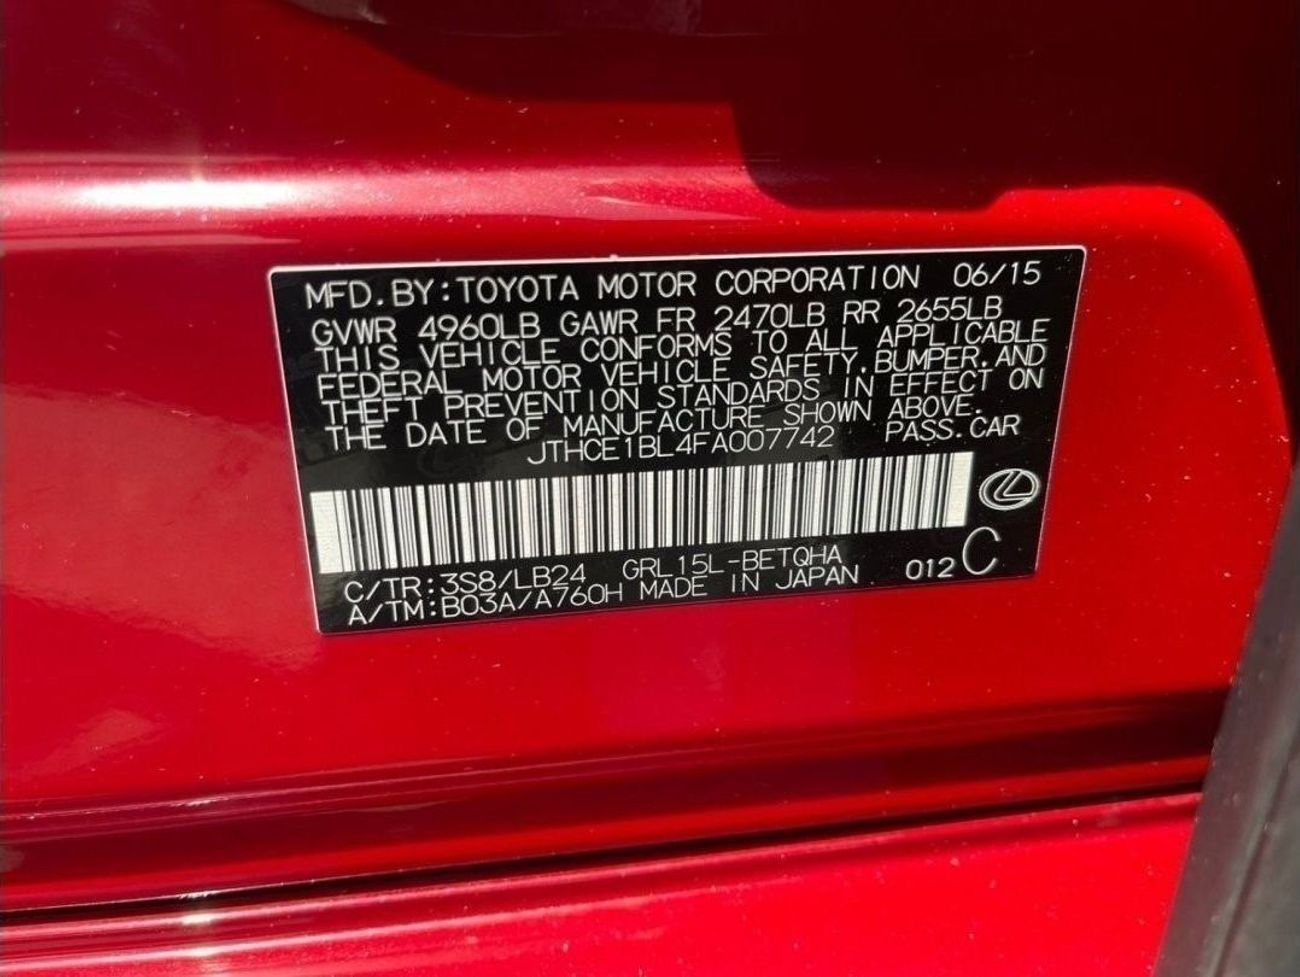 MFD.BY:TOYOTA MOTOR CORPORATION 06/15
GVWR 4960LB GAWR FR 2470LB RR 2655LB
THIS VEHICLE CONFORMS TO ALL APPLICABLE
FEDERAL MOTOR VEHICLE SAFETY,BUMPER,AND
THEFT PREVENTION STANDARDS IN EFFECT ON
THE DATE OF MANUFACTURE SHOWN ABOVE.
JTHCE1BL4FA007742 PASS.CAR
C/TR:3S8/LB24 GRL15L-BETQHA
A/TM:B03A/A760H MADE IN JAPAN 012 C